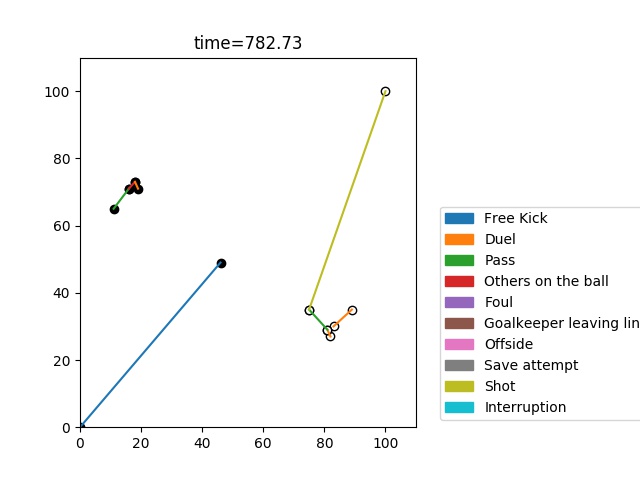 time=782.73
100
80
60
40
20
0
0 20 40 60 80 100
Free Kick
Duel
Pass
Others on the ball
Foul
Goalkeeper leaving lin
Offside
Save attempt
Shot
Interruption